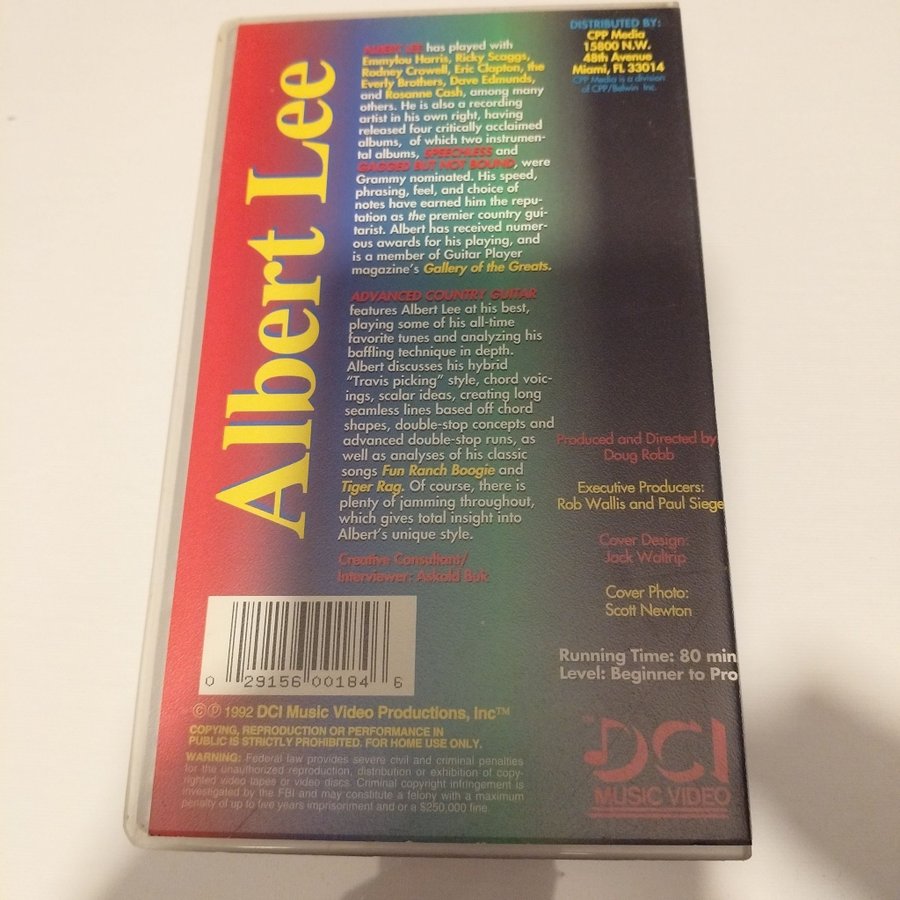 Albert Lee
ALBERT LEE has played with
Emmylou Harris, Ricky Scaggs,
Rodney Crowell, Eric Clapton, the
Everly Brothers, Dave Edmunds,
and Rosanne Cash, among many
others. He is also a recording
artist in his own right, having
released four critically acclaimed
albums, of which two instrumen-
tal albums, SPEECHLESS and
GAGGED BUT NOT BOUND, were
Grammy nominated. His speed,
phrasing, feel, and choice of
notes have earned him the repu-
tation as the premier country gui-
tarist. Albert has received numer-
ous awards for his playing, and
is a member of Guitar Player
magazine's Gallery of the Greats.
ADVANCED COUNTRY GUITAR
features Albert Lee at his best,
playing some of his all-time
favorite tunes and analyzing his
baffling technique in depth.
Albert discusses his hybrid
"Travis picking" style, chord voic-
ings, scalar ideas, creating long
seamless lines based off chord
shapes, double-stop concepts and
advanced double-stop runs, as
well as analyses of his classic
songs Fun Ranch Boogie and
Tiger Rag. Of course, there is
plenty of jamming throughout,
which gives total insight into
Albert's unique style.
Creative Consultant/
Interviewer: Askold Buk
DISTRIBUTED BY:
CPP Media
15800 N.W.
48th Avenue
Miami, FL 33014
CPP Media is a division
of CPP/Belwin Inc.
Produced and Directed by
Doug Robb
Executive Producers:
Rob Wallis and Paul Siege
Cover Design:
Jack Waltrip
Cover Photo:
Scott Newton
Running Time: 80 min
Level: Beginner to Pro
0 29156 00184 6
©℗ 1992 DCI Music Video Productions, Inc™
COPYING, REPRODUCTION OR PERFORMANCE IN
PUBLIC IS STRICTLY PROHIBITED. FOR HOME USE ONLY.
WARNING: Federal law provides severe civil and criminal penalties
for the unauthorized reproduction, distribution or exhibition of copy-
righted video tapes or video discs. Criminal copyright infringement is
investigated by the FBI and may constitute a felony with a maximum
penalty of up to five years imprisonment and or a $250,000 fine.
DCI
MUSIC VIDEO